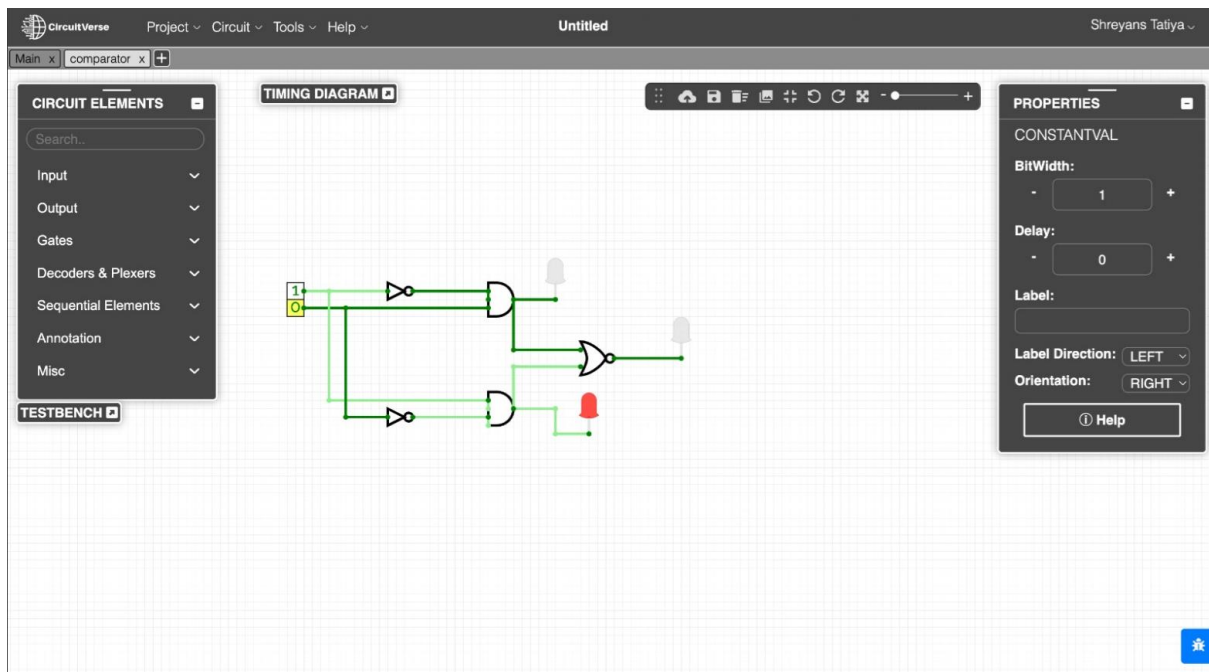 CircuitVerse Project Circuit Tools Help Untitled Shreyans Tatiya
Main x comparator x +
CIRCUIT ELEMENTS -
Search..
Input
Output
Gates
Decoders & Plexers
Sequential Elements
Annotation
Misc
TESTBENCH
TIMING DIAGRAM
- +
1
0
PROPERTIES -
CONSTANTVAL
BitWidth:
- 1 +
Delay:
- 0 +
Label:
Label Direction: LEFT
Orientation: RIGHT
Help